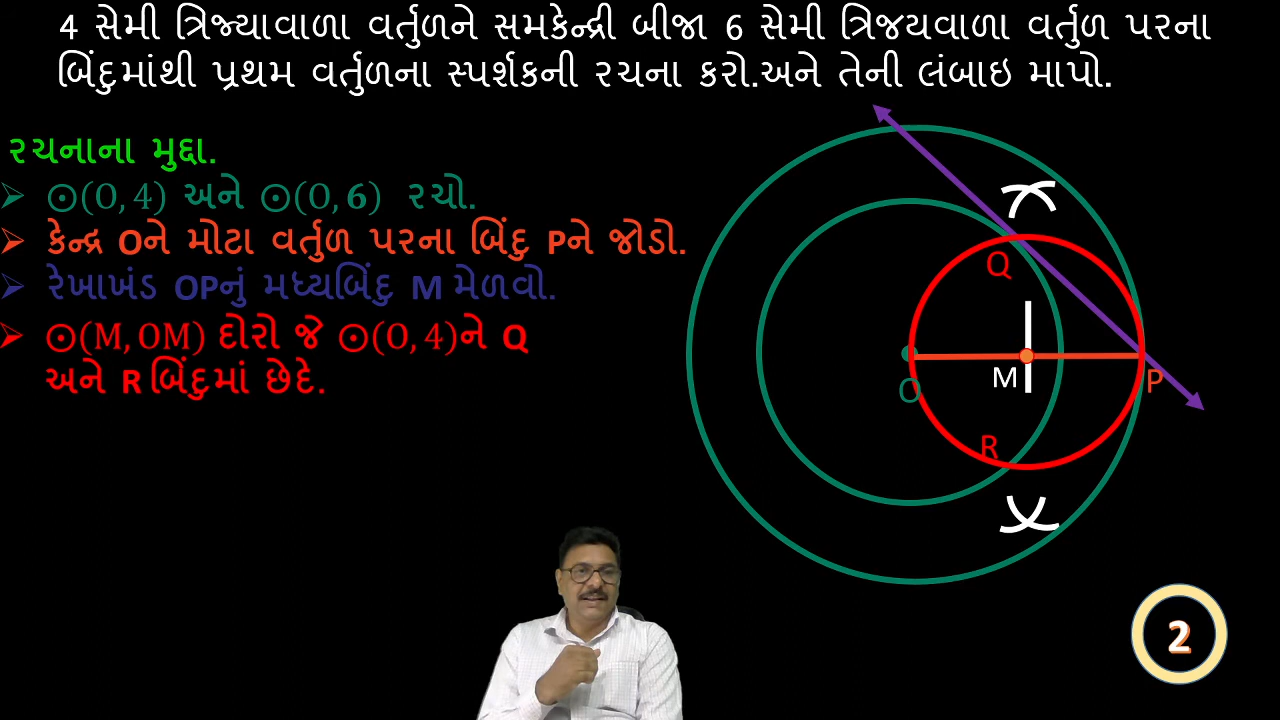 4 સેમી ત્રિજ્યાવાળા વર્તુળને સમકેન્દ્રી બીજા 6 સેમી ત્રિજયવાળા વર્તુળ પરના
બિંદુમાંથી પ્રથમ વર્તુળના સ્પર્શકની રચના કરો.અને તેની લંબાઇ માપો.
રચનાના મુદ્દા.
➢ ⊙(O, 4) અને ⊙(O, 6) રચો.
➢ કેન્દ્ર Oને મોટા વર્તુળ પરના બિંદુ Pને જોડો.
➢ રેખાખંડ OPનું મધ્યબિંદુ M મેળવો.
➢ ⊙(M, OM) દોરો જે ⊙(O, 4)ને Q
અને R બિંદુમાં છેદે.
Q
M
P
O
R
2